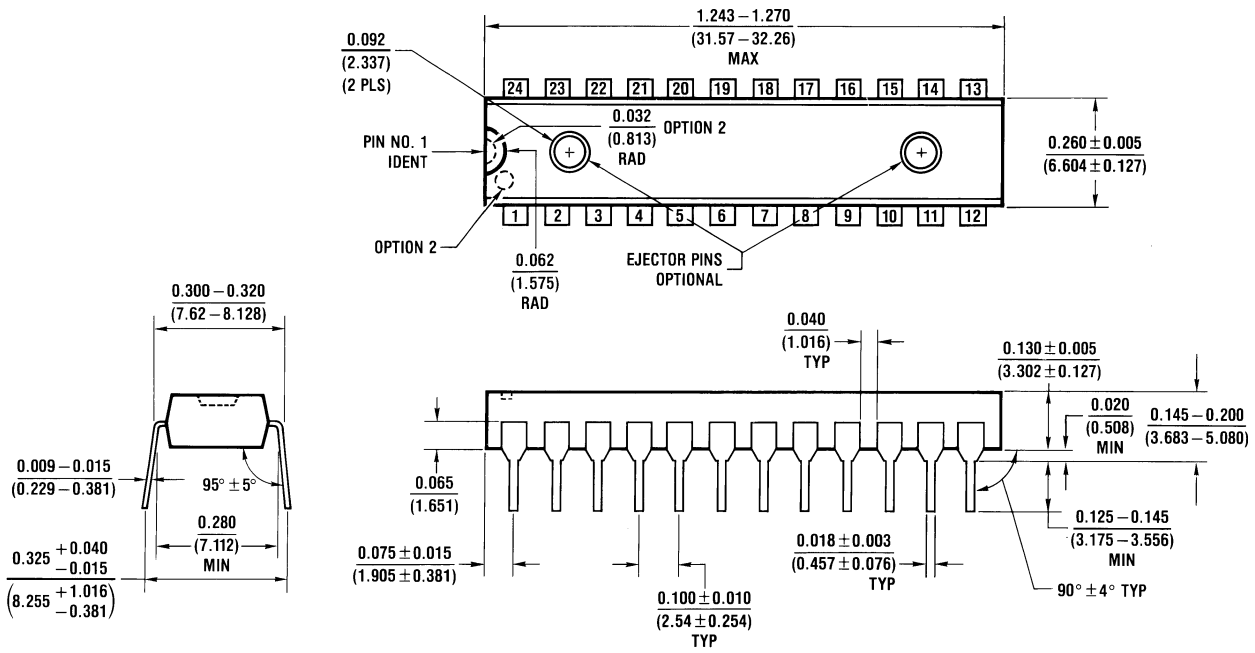 1.243–1.270
(31.57–32.26)
MAX
0.092
(2.337)
(2 PLS)
24 23 22 21 20 19 18 17 16 15 14 13
0.032
(0.813)
RAD
OPTION 2
PIN NO. 1
IDENT
0.260 ± 0.005
(6.604 ± 0.127)
1 2 3 4 5 6 7 8 9 10 11 12
OPTION 2
0.062
(1.575)
RAD
EJECTOR PINS
OPTIONAL
0.300–0.320
(7.62–8.128)
0.040
(1.016)
TYP
0.130 ± 0.005
(3.302 ± 0.127)
0.020
(0.508)
MIN
0.145–0.200
(3.683–5.080)
0.009–0.015
(0.229–0.381)
95° ± 5°
0.065
(1.651)
0.280
(7.112)
MIN
0.325 +0.040 −0.015
(8.255 +1.016 −0.381)
0.075 ± 0.015
(1.905 ± 0.381)
0.100 ± 0.010
(2.54 ± 0.254)
TYP
0.018 ± 0.003
(0.457 ± 0.076)
TYP
0.125–0.145
(3.175–3.556)
MIN
90° ± 4° TYP